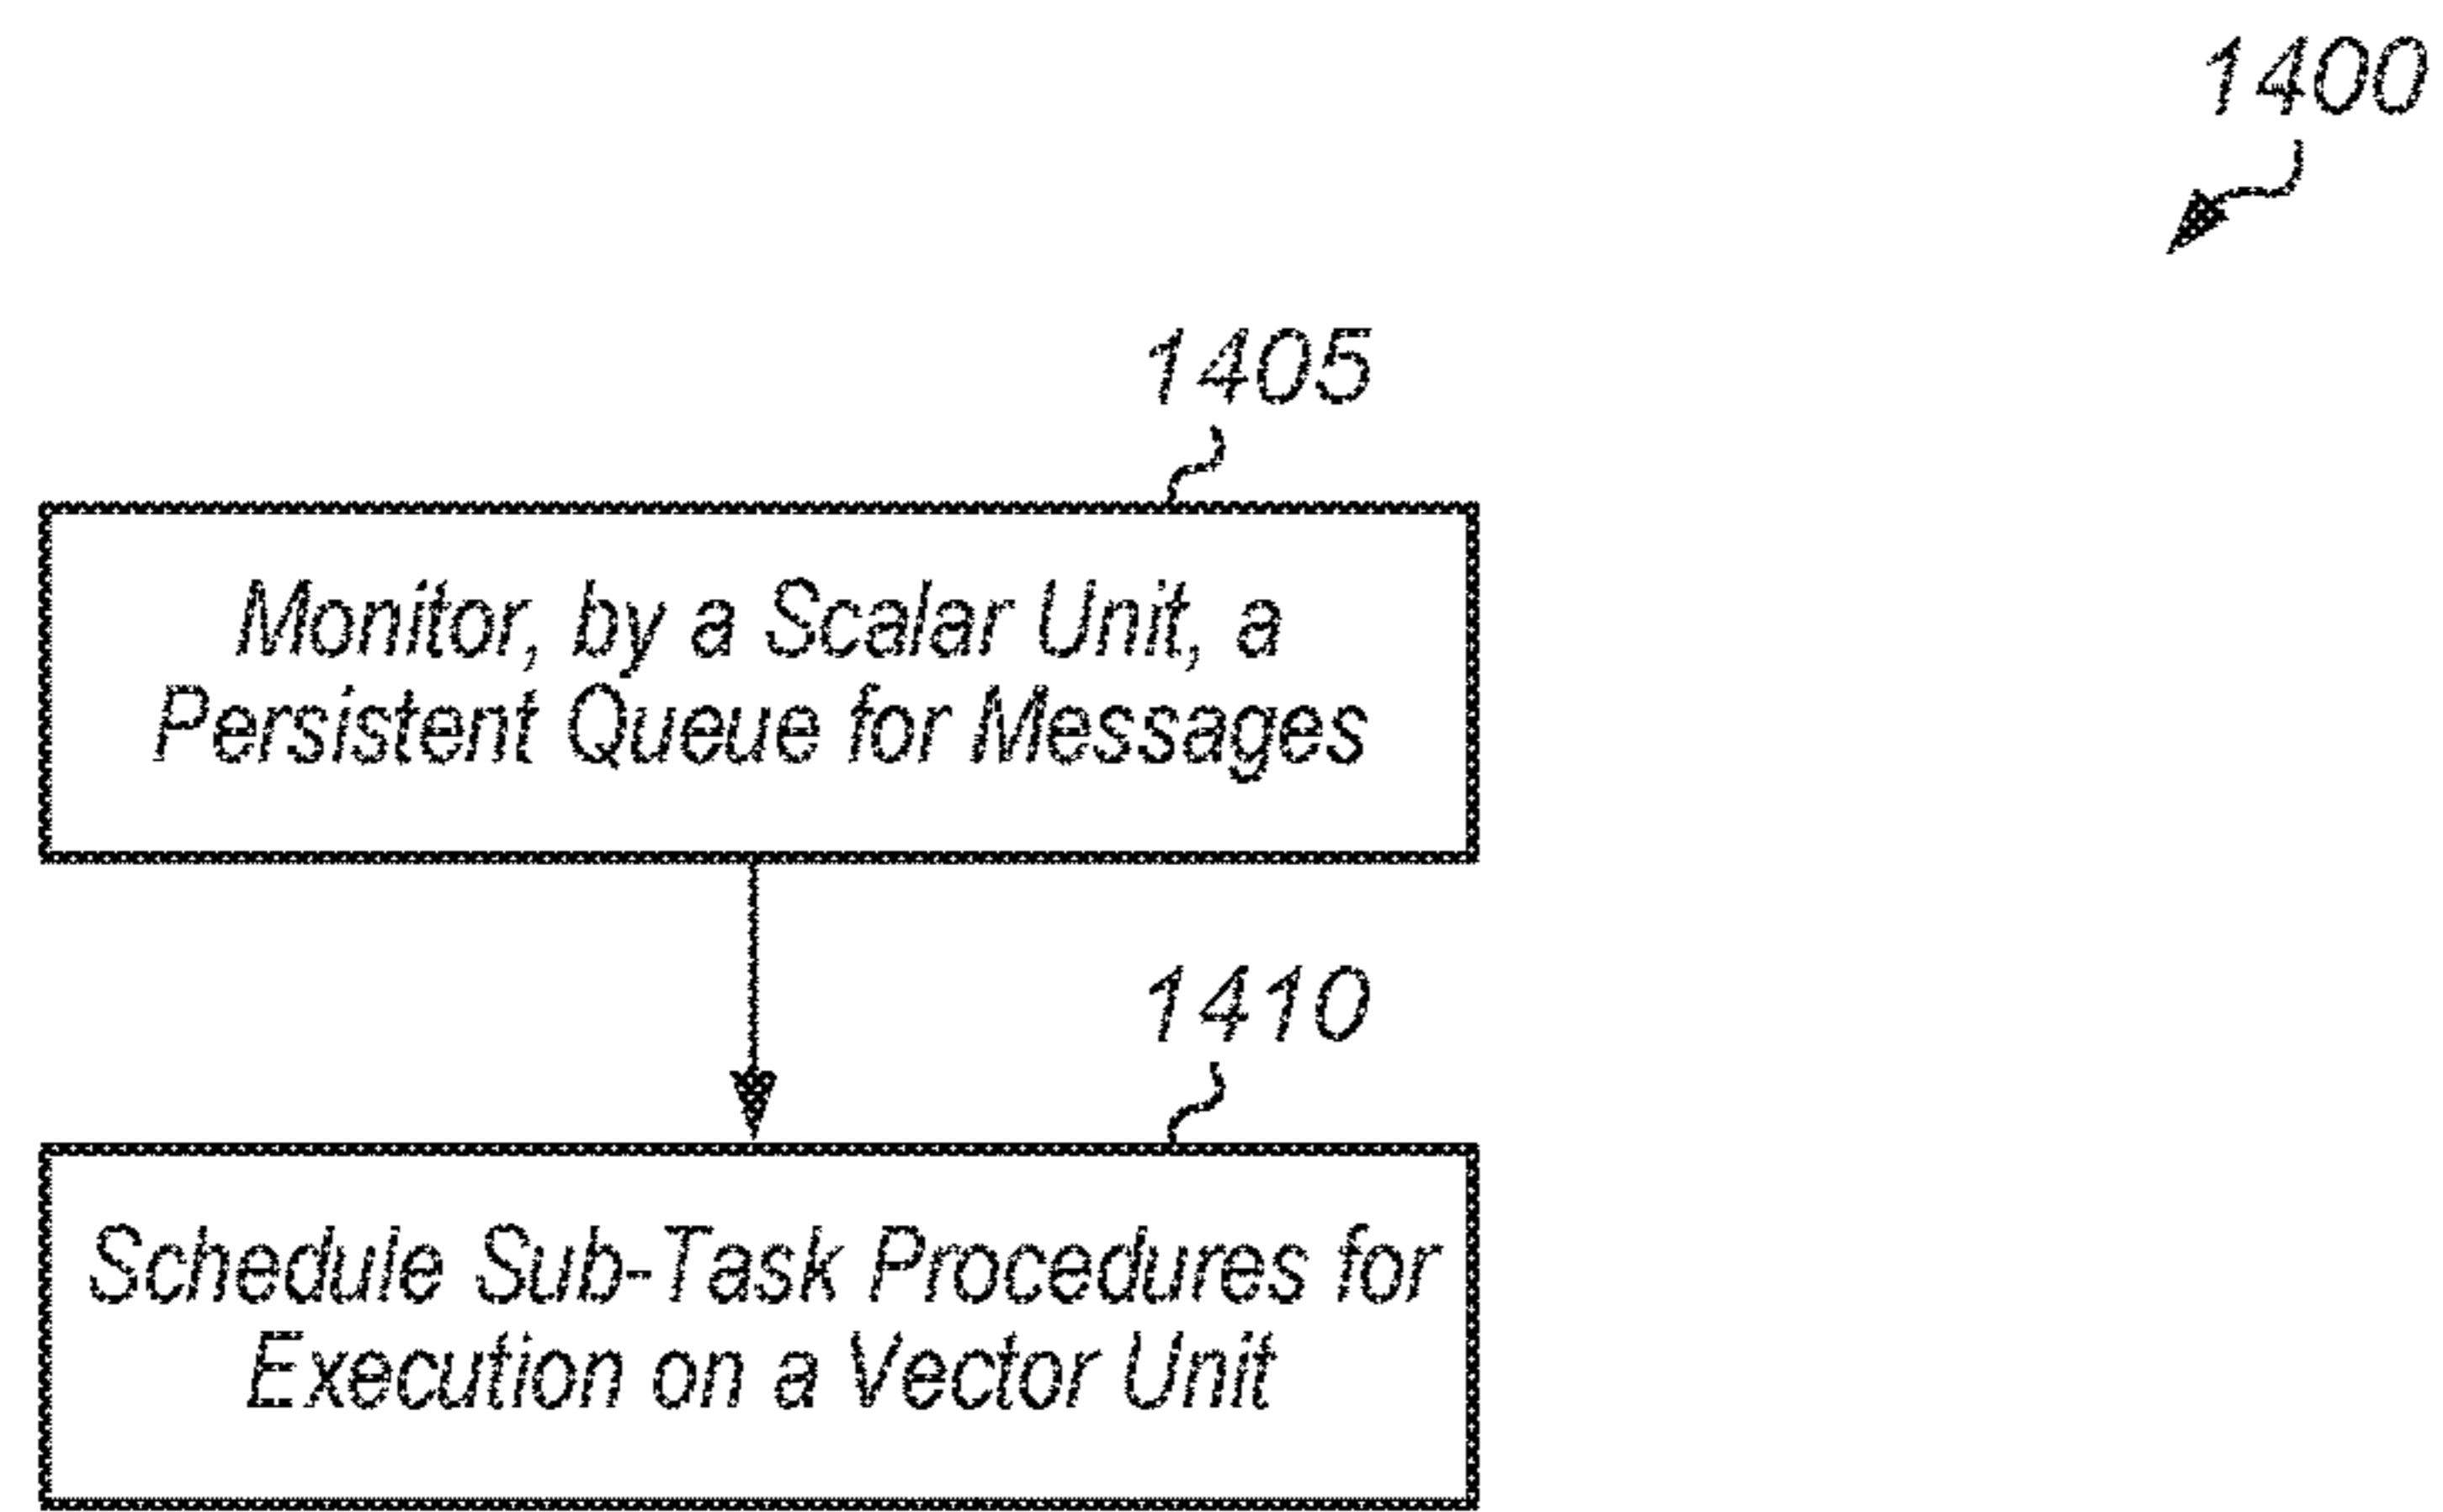 1400
1405
Monitor, by a Scalar Unit, a
Persistent Queue for Messages
1410
Schedule Sub-Task Procedures for
Execution on a Vector Unit